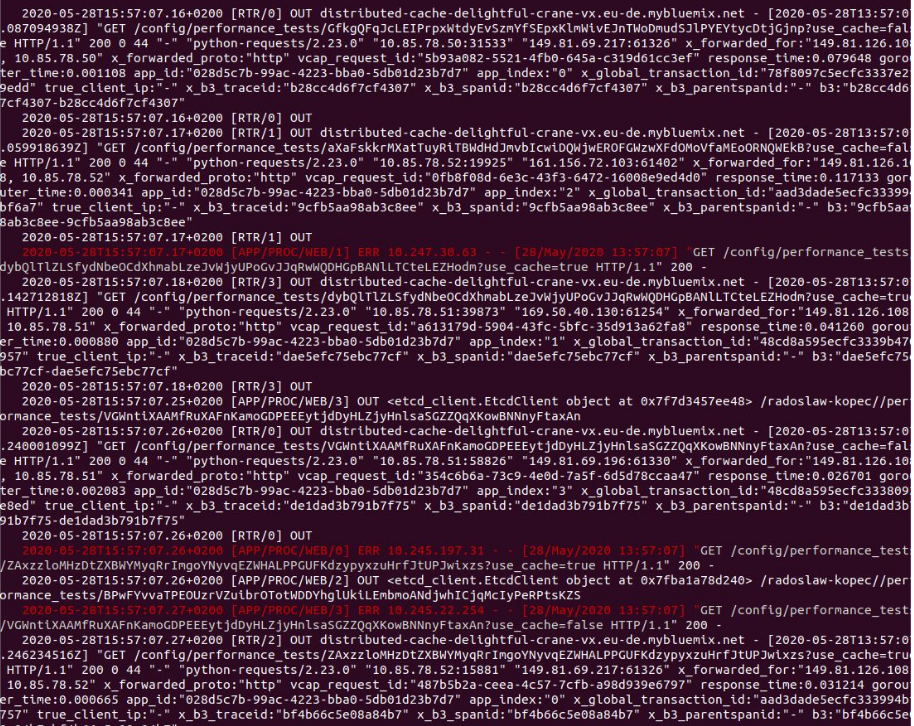 2020-05-28T15:57:07.16+0200 [RTR/0] OUT distributed-cache-delightful-crane-vx.eu-de.mybluemix.net - [2020-05-28T13:57:07
.087094938Z] "GET /config/performance_tests/GfkgQFqJcLEIPrpxWtdyEvSzmYfSEpxKlmWivEJnTWoDmudSJlPYEYtycDtjGjnp?use_cache=fals
e HTTP/1.1" 200 0 44 "-" "python-requests/2.23.0" "10.85.78.50:31533" "149.81.69.217:61326" x_forwarded_for:"149.81.126.108
, 10.85.78.50" x_forwarded_proto:"http" vcap_request_id:"5b93a082-5521-4fb0-645a-c319d61cc3ef" response_time:0.079648 gorou
ter_time:0.001108 app_id:"028d5c7b-99ac-4223-bba0-5db01d23b7d7" app_index:"0" x_global_transaction_id:"78f8097c5ecfc3337e2
9edd" true_client_ip:"-" x_b3_traceid:"b28cc4d6f7cf4307" x_b3_spanid:"b28cc4d6f7cf4307" x_b3_parentspanid:"-" b3:"b28cc4d6
7cf4307-b28cc4d6f7cf4307"
2020-05-28T15:57:07.16+0200 [RTR/0] OUT
2020-05-28T15:57:07.17+0200 [RTR/1] OUT distributed-cache-delightful-crane-vx.eu-de.mybluemix.net - [2020-05-28T13:57:07
.059918639Z] "GET /config/performance_tests/aXaFskkrMXatTuyRiTBWdHdJmvbIcwiDQWjwEROFGWzwXFdOMoVfaMEoORNQWEkB?use_cache=fals
e HTTP/1.1" 200 0 44 "-" "python-requests/2.23.0" "10.85.78.52:19925" "161.156.72.103:61402" x_forwarded_for:"149.81.126.10
8, 10.85.78.52" x_forwarded_proto:"http" vcap_request_id:"0fb8f08d-6e3c-43f3-6472-16008e9ed4d0" response_time:0.117133 goro
uter_time:0.000341 app_id:"028d5c7b-99ac-4223-bba0-5db01d23b7d7" app_index:"2" x_global_transaction_id:"aad3dade5ecfc33399
bf6a7" true_client_ip:"-" x_b3_traceid:"9cfb5aa98ab3c8ee" x_b3_spanid:"9cfb5aa98ab3c8ee" x_b3_parentspanid:"-" b3:"9cfb5aa
8ab3c8ee-9cfb5aa98ab3c8ee"
2020-05-28T15:57:07.17+0200 [RTR/1] OUT
2020-05-28T15:57:07.17+0200 [APP/PROC/WEB/1] ERR 10.247.30.63 - - [28/May/2020 13:57:07] "GET /config/performance_tests/
dybQlTlZLSfydNbeOCdXhmabLzeJvWjyUPoGvJJqRwWQDHGpBANlLTCteLEZHodm?use_cache=true HTTP/1.1" 200 -
2020-05-28T15:57:07.18+0200 [RTR/3] OUT distributed-cache-delightful-crane-vx.eu-de.mybluemix.net - [2020-05-28T13:57:07
.142712818Z] "GET /config/performance_tests/dybQlTlZLSfydNbeOCdXhmabLzeJvWjyUPoGvJJqRwWQDHGpBANlLTCteLEZHodm?use_cache=true
HTTP/1.1" 200 0 44 "-" "python-requests/2.23.0" "10.85.78.51:39873" "169.50.40.130:61254" x_forwarded_for:"149.81.126.108,
10.85.78.51" x_forwarded_proto:"http" vcap_request_id:"a613179d-5904-43fc-5bfc-35d913a62fa8" response_time:0.041260 gorout
er_time:0.000880 app_id:"028d5c7b-99ac-4223-bba0-5db01d23b7d7" app_index:"1" x_global_transaction_id:"48cd8a595ecfc3339b47
957" true_client_ip:"-" x_b3_traceid:"dae5efc75ebc77cf" x_b3_spanid:"dae5efc75ebc77cf" x_b3_parentspanid:"-" b3:"dae5efc75
bc77cf-dae5efc75ebc77cf"
2020-05-28T15:57:07.18+0200 [RTR/3] OUT
2020-05-28T15:57:07.25+0200 [APP/PROC/WEB/3] OUT <etcd_client.EtcdClient object at 0x7f7d3457ee48> /radoslaw-kopec//perf
ormance_tests/VGWntiXAAMfRuXAFnKamoGDPEEEytjdDyHLZjyHnlsaSGZZQqXKowBNNnyFtaxAn
2020-05-28T15:57:07.26+0200 [RTR/0] OUT distributed-cache-delightful-crane-vx.eu-de.mybluemix.net - [2020-05-28T13:57:07
.240001099Z] "GET /config/performance_tests/VGWntiXAAMfRuXAFnKamoGDPEEEytjdDyHLZjyHnlsaSGZZQqXKowBNNnyFtaxAn?use_cache=fals
e HTTP/1.1" 200 0 44 "-" "python-requests/2.23.0" "10.85.78.51:58826" "149.81.69.196:61330" x_forwarded_for:"149.81.126.108
, 10.85.78.51" x_forwarded_proto:"http" vcap_request_id:"354c6b6a-73c9-4e0d-7a5f-6d5d78ccaa47" response_time:0.026701 gorou
ter_time:0.002083 app_id:"028d5c7b-99ac-4223-bba0-5db01d23b7d7" app_index:"3" x_global_transaction_id:"48cd8a595ecfc3338093
e8ed" true_client_ip:"-" x_b3_traceid:"de1dad3b791b7f75" x_b3_spanid:"de1dad3b791b7f75" x_b3_parentspanid:"-" b3:"de1dad3b7
91b7f75-de1dad3b791b7f75"
2020-05-28T15:57:07.26+0200 [RTR/0] OUT
2020-05-28T15:57:07.26+0200 [APP/PROC/WEB/0] ERR 10.245.197.31 - - [28/May/2020 13:57:07] "GET /config/performance_tests
/ZAxzzloMHzDtZXBWYMyqRrImgoYNyvqEZWHALPPGUFKdzypyxzuHrfJtUPJwixzs?use_cache=true HTTP/1.1" 200 -
2020-05-28T15:57:07.26+0200 [APP/PROC/WEB/2] OUT <etcd_client.EtcdClient object at 0x7fba1a78d240> /radoslaw-kopec//perf
ormance_tests/BPwFYvvaTPEOUzrVZuibrOTotWDDYhglUkiLEmbmoANdjwhICjqMcIyPeRPtsKZS
2020-05-28T15:57:07.27+0200 [APP/PROC/WEB/3] ERR 10.245.22.254 - - [28/May/2020 13:57:07] "GET /config/performance_tests
/VGWntiXAAMfRuXAFnKamoGDPEEEytjdDyHLZjyHnlsaSGZZQqXKowBNNnyFtaxAn?use_cache=false HTTP/1.1" 200 -
2020-05-28T15:57:07.27+0200 [RTR/2] OUT distributed-cache-delightful-crane-vx.eu-de.mybluemix.net - [2020-05-28T13:57:07
.246234516Z] "GET /config/performance_tests/ZAxzzloMHzDtZXBWYMyqRrImgoYNyvqEZWHALPPGUFKdzypyxzuHrfJtUPJwixzs?use_cache=true
HTTP/1.1" 200 0 44 "-" "python-requests/2.23.0" "10.85.78.52:15881" "149.81.69.217:61326" x_forwarded_for:"149.81.126.108,
10.85.78.52" x_forwarded_proto:"http" vcap_request_id:"487b5b2a-ceea-4c57-7cfb-a98d939e6797" response_time:0.031214 gorout
er_time:0.000665 app_id:"028d5c7b-99ac-4223-bba0-5db01d23b7d7" app_index:"0" x_global_transaction_id:"aad3dade5ecfc333994b
757" true_client_ip:"-" x_b3_traceid:"bf4b66c5e08a84b7" x_b3_spanid:"bf4b66c5e08a84b7" x_b3_parentspanid:"-" b3:"bf4b66c5e